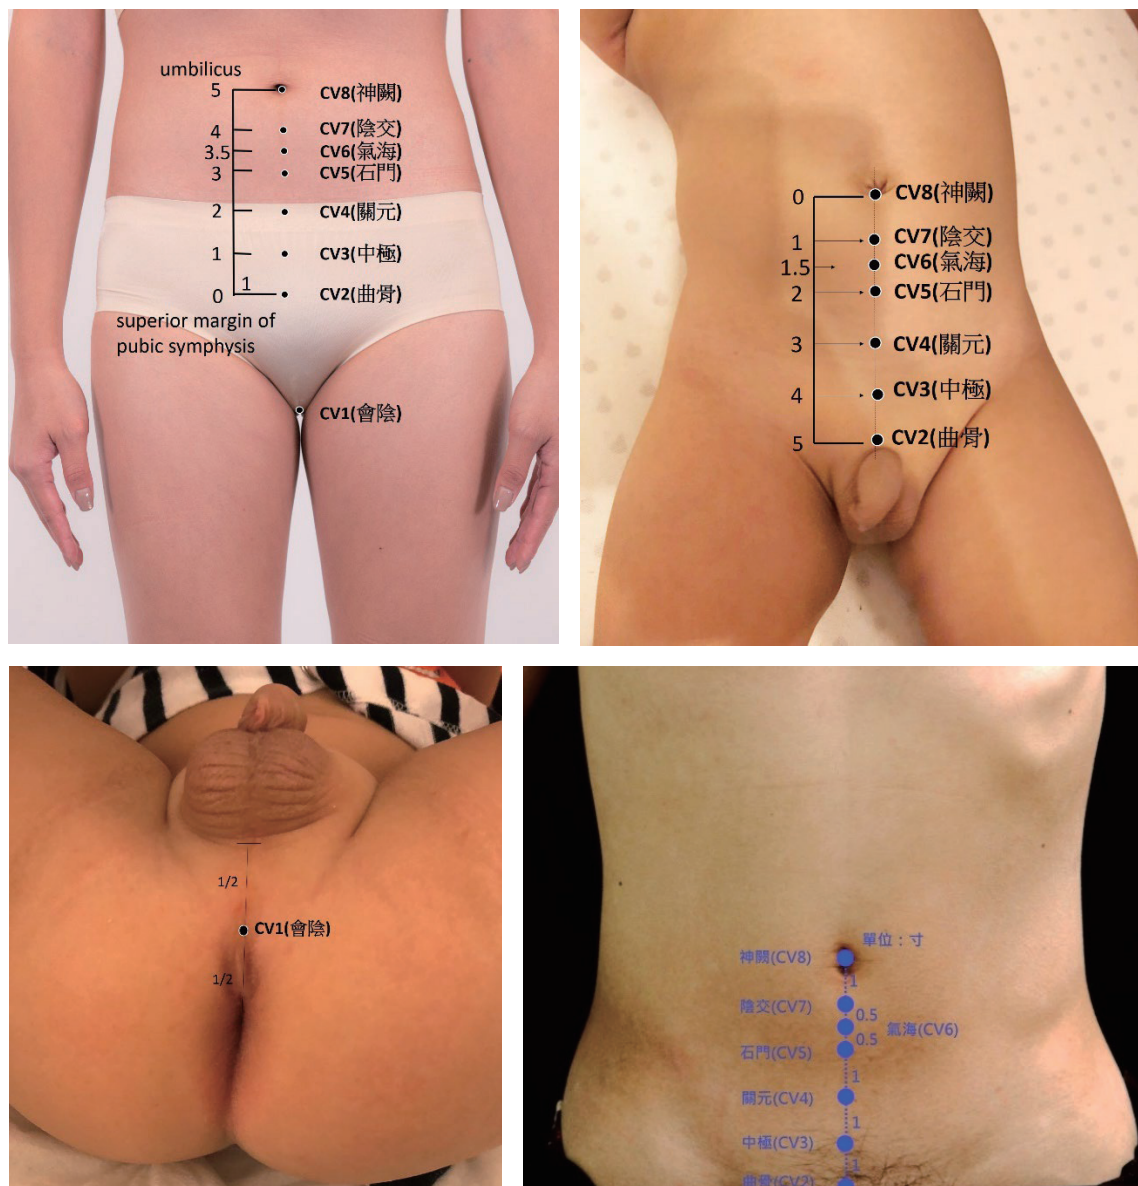 umbilicus
5
CV8(神闕)
4
CV7(陰交)
3.5
CV6(氣海)
3
CV5(石門)
2
CV4(關元)
1
CV3(中極)
1
0
CV2(曲骨)
superior margin of
pubic symphysis
CV1(會陰)
0
CV8(神闕)
1
CV7(陰交)
1.5
CV6(氣海)
2
CV5(石門)
3
CV4(關元)
4
CV3(中極)
5
CV2(曲骨)
1/2
CV1(會陰)
1/2
單位：寸
神闕(CV8)
1
陰交(CV7)
0.5
氣海(CV6)
0.5
石門(CV5)
1
關元(CV4)
1
中極(CV3)
1
曲骨(CV2)